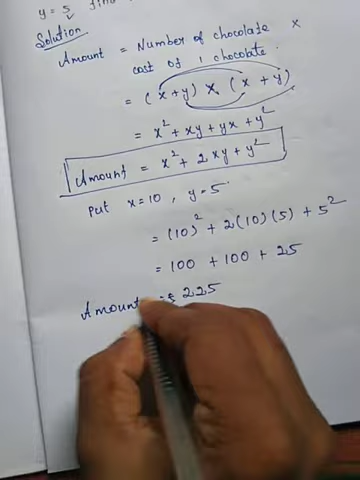 y = 5, find
Solution
Amount = Number of chocolate ×
cost of 1 chocolate.
= (x + y) × (x + y)
= x² + xy + yx + y²
Amount = x² + 2xy + y²
Put x = 10, y = 5
= (10)² + 2(10)(5) + 5²
= 100 + 100 + 25
Amount 225